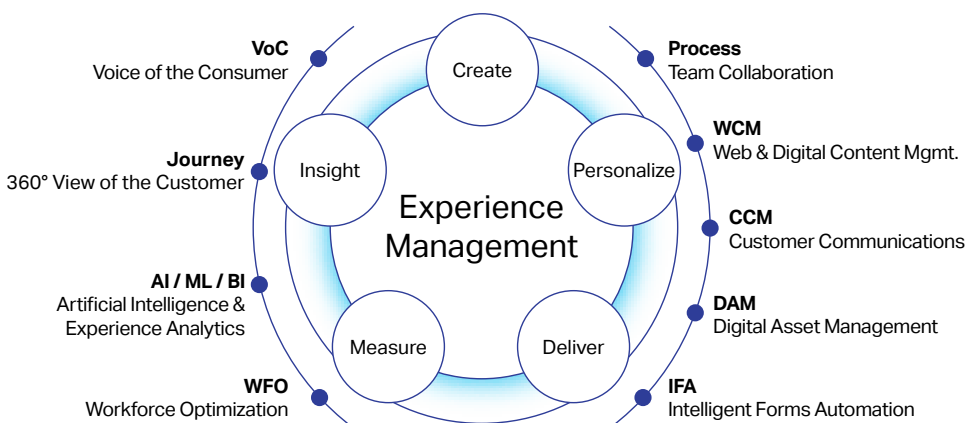 VoC
Voice of the Consumer
Journey
360° View of the Customer
AI / ML / BI
Artificial Intelligence &
Experience Analytics
WFO
Workforce Optimization
Create
Insight
Personalize
Experience
Management
Measure
Deliver
Process
Team Collaboration
WCM
Web & Digital Content Mgmt.
CCM
Customer Communications
DAM
Digital Asset Management
IFA
Intelligent Forms Automation